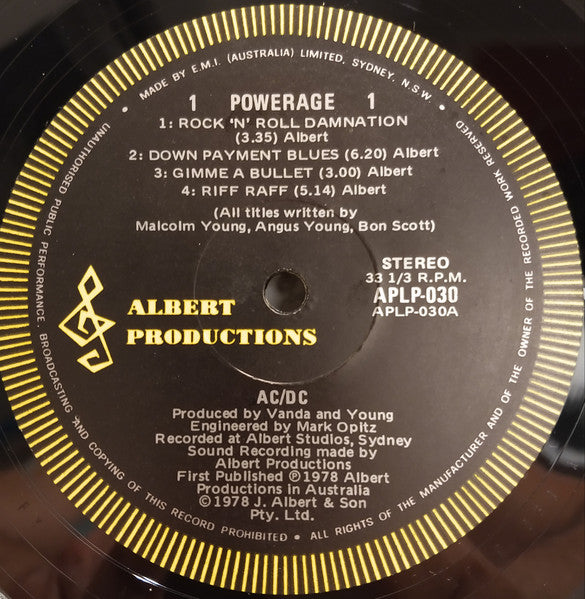 • MADE BY E.M.I. (AUSTRALIA) LIMITED, SYDNEY, N.S.W. •
1 POWERAGE 1
1: ROCK 'N' ROLL DAMNATION
(3.35) Albert
2: DOWN PAYMENT BLUES (6.20) Albert
3: GIMME A BULLET (3.00) Albert
4: RIFF RAFF (5.14) Albert
(All titles written by
Malcolm Young, Angus Young, Bon Scott)
STEREO
33 1/3 R.P.M.
APLP-030
APLP-030A
ALBERT
PRODUCTIONS
AC/DC
Produced by Vanda and Young
Engineered by Mark Opitz
Recorded at Albert Studios, Sydney
Sound Recording made by
Albert Productions
First Published ℗1978 Albert
Productions in Australia
©1978 J. Albert & Son
Pty. Ltd.
UNAUTHORISED PUBLIC PERFORMANCE, BROADCASTING AND COPYING OF THIS RECORD PROHIBITED • ALL RIGHTS OF THE MANUFACTURER AND OF THE OWNER OF THE RECORDED WORK RESERVED